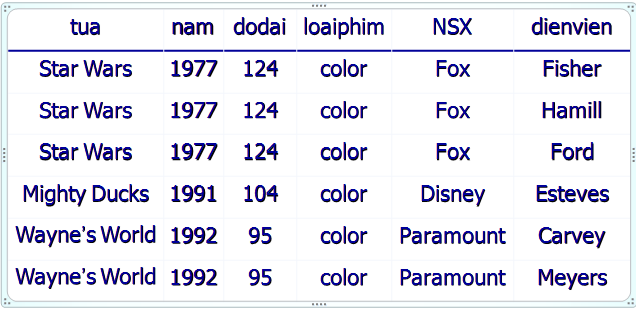 tua nam dodai loaiphim NSX dienvien
Star Wars 1977 124 color Fox Fisher
Star Wars 1977 124 color Fox Hamill
Star Wars 1977 124 color Fox Ford
Mighty Ducks 1991 104 color Disney Esteves
Wayne's World 1992 95 color Paramount Carvey
Wayne's World 1992 95 color Paramount Meyers